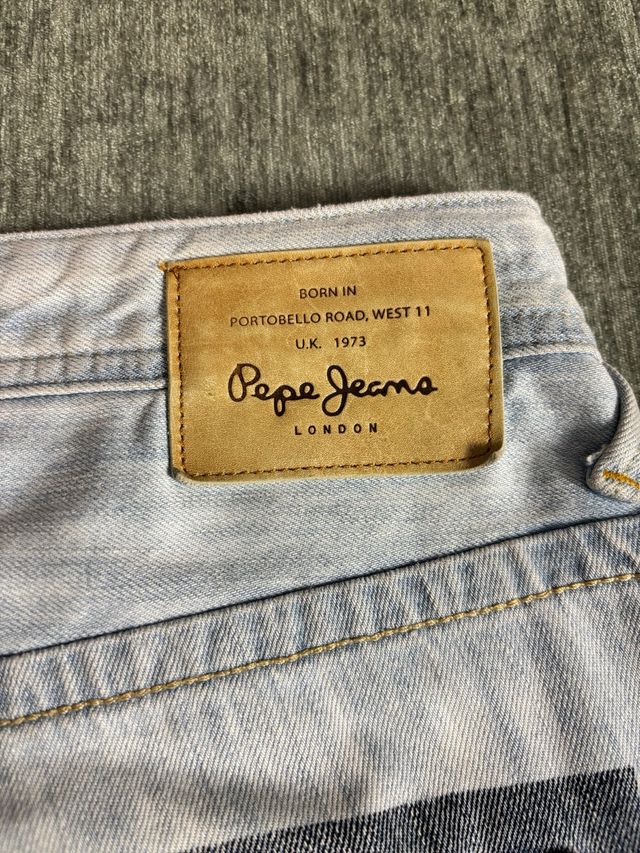 BORN IN
PORTOBELLO ROAD, WEST 11
U.K. 1973
Pepe Jeans
LONDON